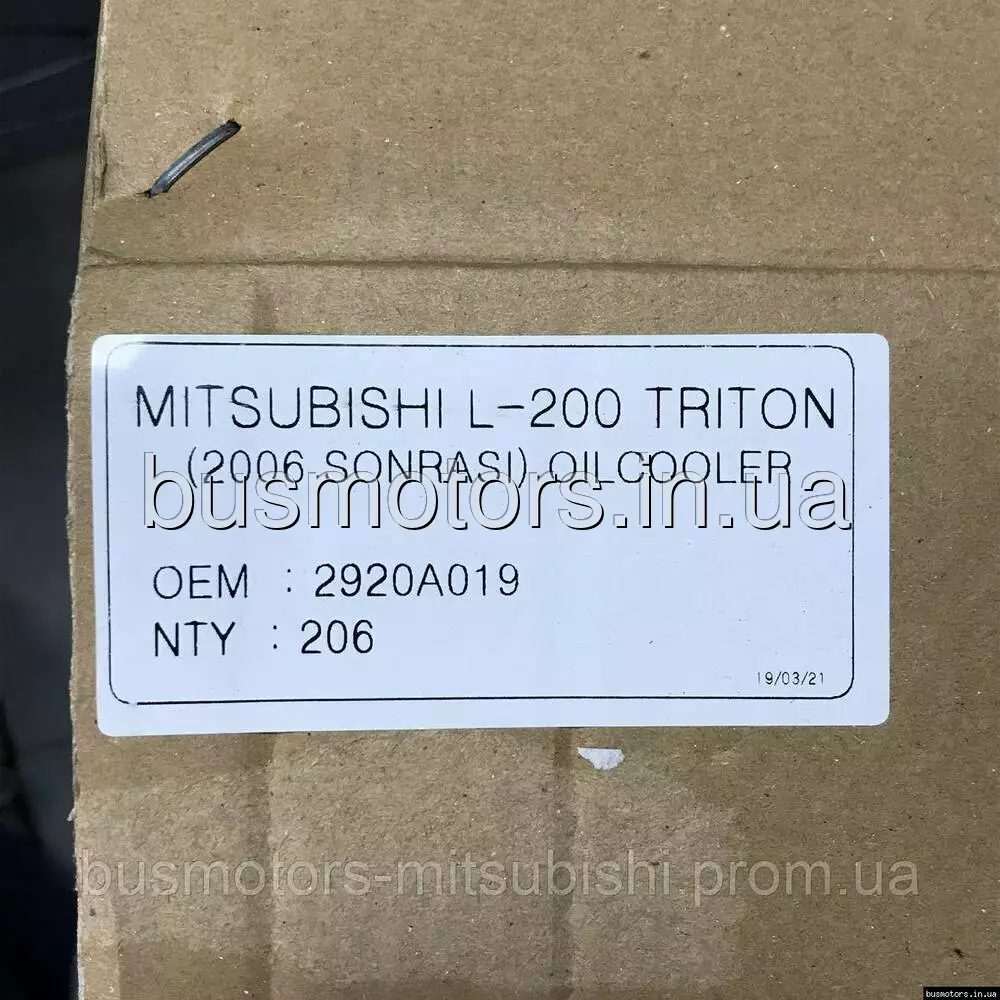 MITSUBISHI L-200 TRITON
(2006 SONRASI) OILCOOLER
busmotors.in.ua
OEM : 2920A019
NTY : 206
19/03/21
busmotors-mitsubishi.prom.ua
busmotors.in.ua